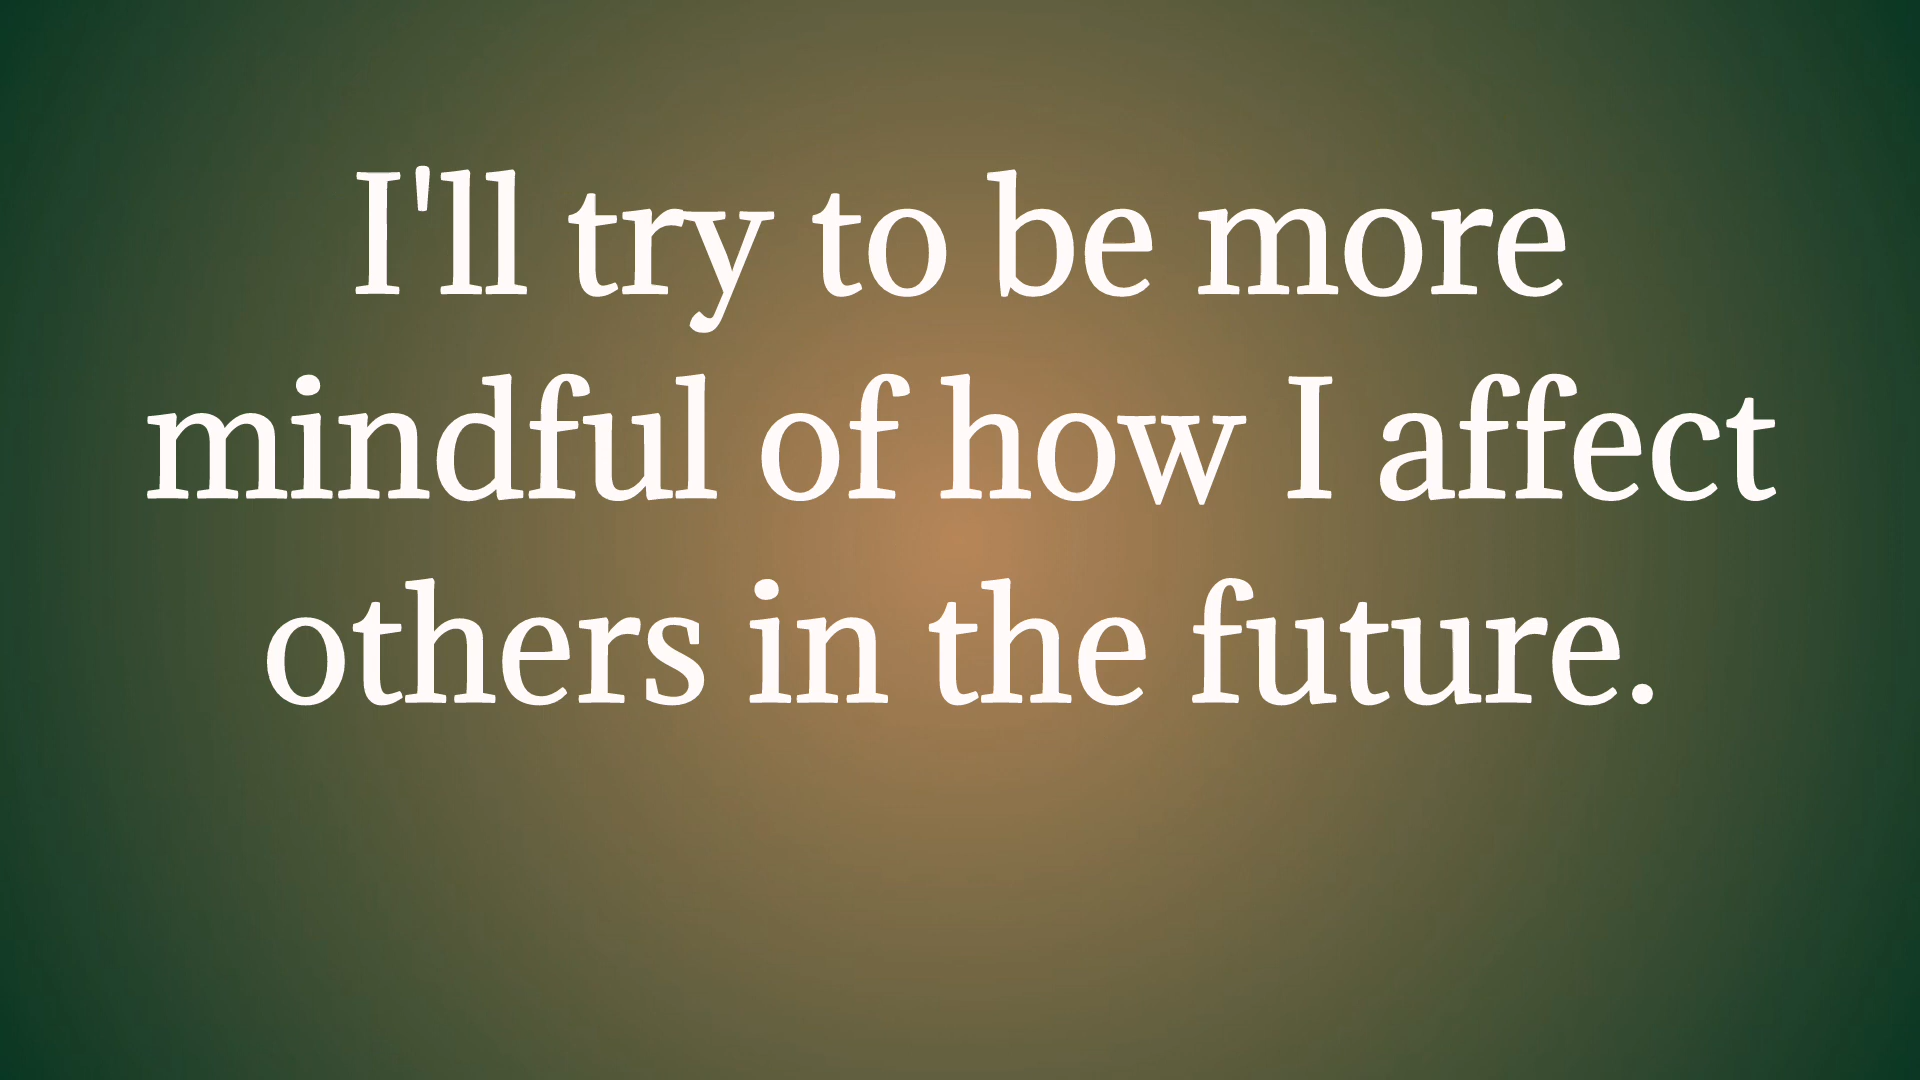 I'll try to be more
mindful of how I affect
others in the future.